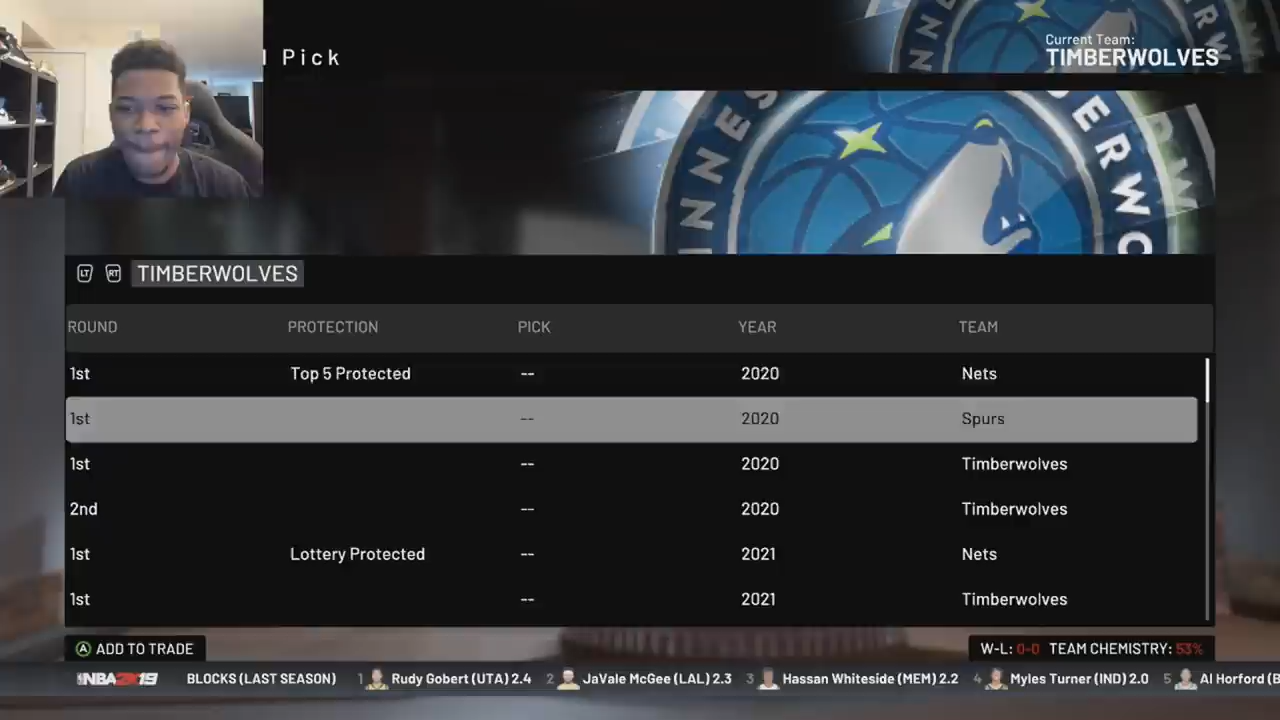 Pick
Current Team:
TIMBERWOLVES
TIMBERWOLVES
ROUND PROTECTION PICK YEAR TEAM
1st Top 5 Protected -- 2020 Nets
1st -- 2020 Spurs
1st -- 2020 Timberwolves
2nd -- 2020 Timberwolves
1st Lottery Protected -- 2021 Nets
1st -- 2021 Timberwolves
A ADD TO TRADE
W-L: 0-0 TEAM CHEMISTRY: 53%
NBA2K19 BLOCKS (LAST SEASON) 1 Rudy Gobert (UTA) 2.4 2 JaVale McGee (LAL) 2.3 3 Hassan Whiteside (MEM) 2.2 4 Myles Turner (IND) 2.0 5 Al Horford (B